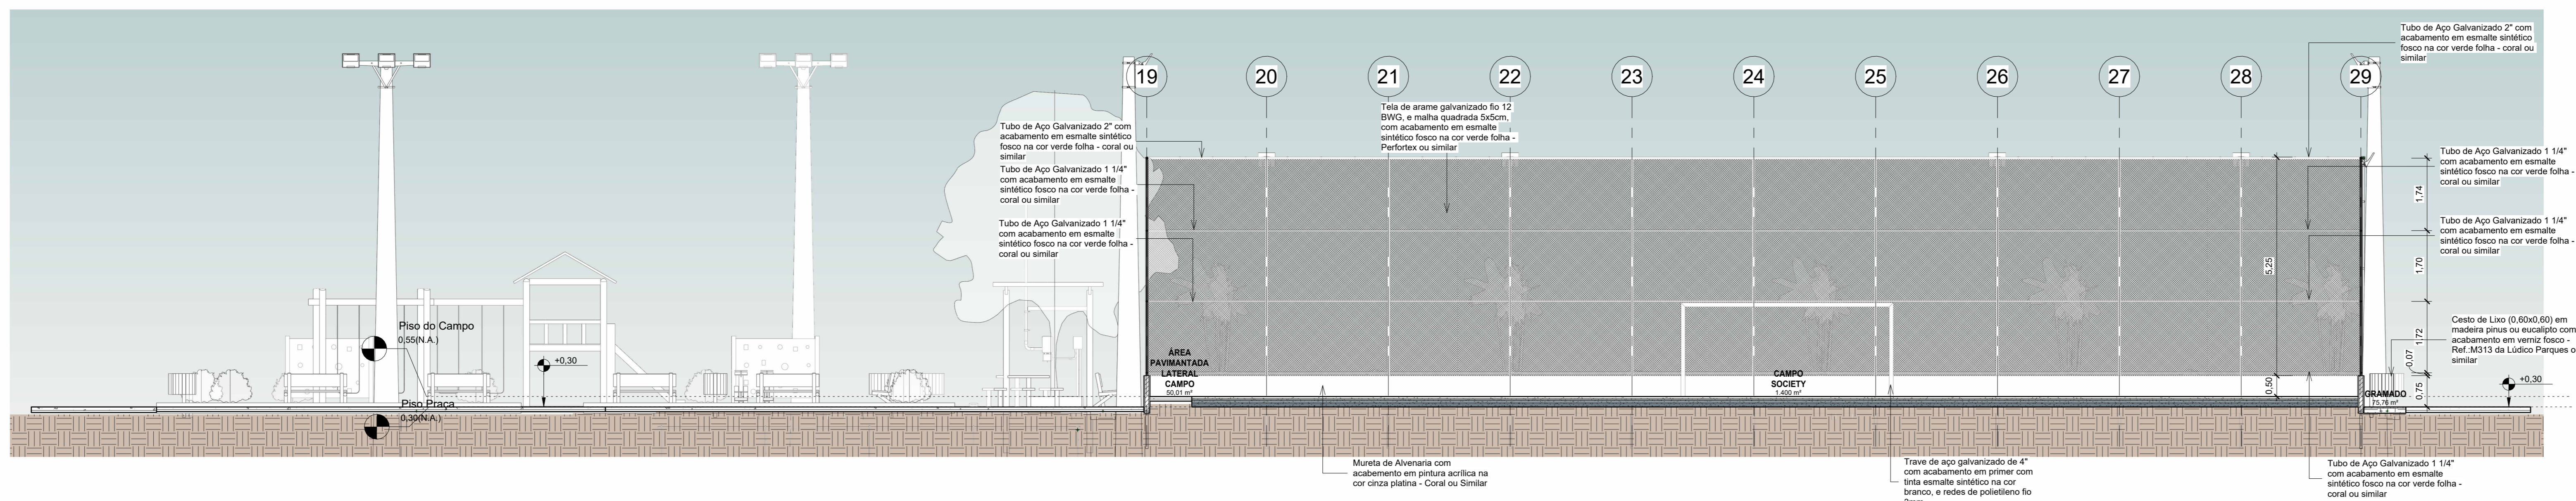 19
20
21
22
23
24
25
26
27
28
29
Tubo de Aço Galvanizado 2" com
acabamento em esmalte sintético
fosco na cor verde folha - coral ou
similar
Tela de arame galvanizado fio 12
BWG, e malha quadrada 5x5cm,
com acabamento em esmalte
sintético fosco na cor verde folha -
Perfortex ou similar
Tubo de Aço Galvanizado 2" com
acabamento em esmalte sintético
fosco na cor verde folha - coral ou
similar
Tubo de Aço Galvanizado 1 1/4"
com acabamento em esmalte
sintético fosco na cor verde folha -
coral ou similar
Tubo de Aço Galvanizado 1 1/4"
com acabamento em esmalte
sintético fosco na cor verde folha -
coral ou similar
Tubo de Aço Galvanizado 1 1/4"
com acabamento em esmalte
sintético fosco na cor verde folha -
coral ou similar
Tubo de Aço Galvanizado 1 1/4"
com acabamento em esmalte
sintético fosco na cor verde folha -
coral ou similar
1,74
1,70
1,72
0,07
0,75
5,25
0,50
Cesto de Lixo (0,60x0,60) em
madeira pinus ou eucalipto com
acabamento em verniz fosco -
Ref.:M313 da Lúdico Parques o
similar
Piso do Campo
0.55(N.A.)
+0,30
Piso Praça
0,30(N.A.)
ÁREA
PAVIMANTADA
LATERAL
CAMPO
50,01 m²
CAMPO
SOCIETY
1.400 m²
+0,30
GRAMADO
75,76 m²
Mureta de Alvenaria com
acabemento em pintura acrílica na
cor cinza platina - Coral ou Similar
Trave de aço galvanizado de 4"
com acabamento em primer com
tinta esmalte sintético na cor
branco, e redes de polietileno fio
Tubo de Aço Galvanizado 1 1/4"
com acabamento em esmalte
sintético fosco na cor verde folha -
coral ou similar